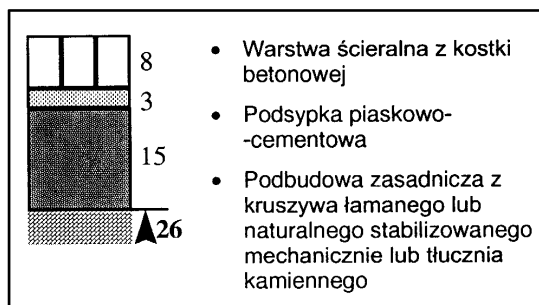 8
3
15
26
• Warstwa ścieralna z kostki
betonowej
• Podsypka piaskowo-
-cementowa
• Podbudowa zasadnicza z
kruszywa łamanego lub
naturalnego stabilizowanego
mechanicznie lub tłucznia
kamiennego